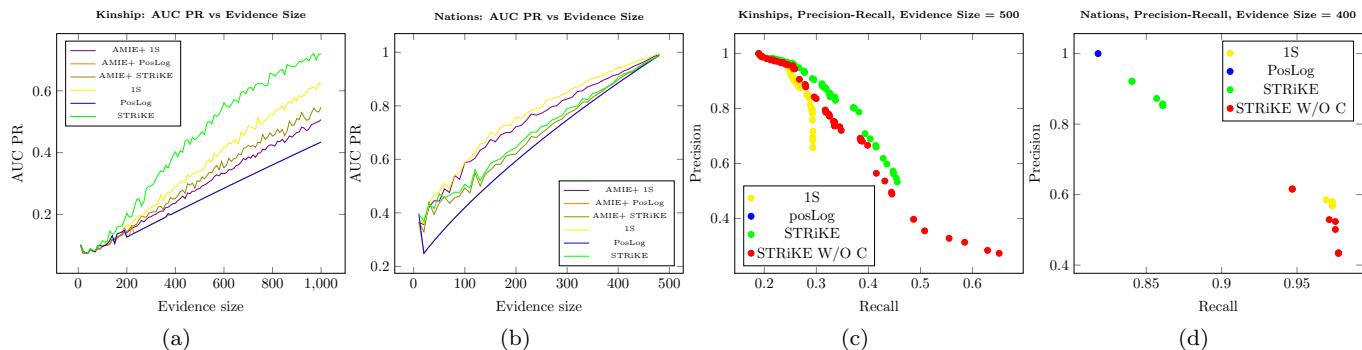 Kinship: AUC PR vs Evidence Size
AUC PR
0.6
0.4
0.2
AMIE+ 1S
AMIE+ PosLog
AMIE+ STRiKE
1S
PosLog
STRiKE
0
200
400
600
800
1,000
Evidence size
(a)
Nations: AUC PR vs Evidence Size
AUC PR
1
0.8
0.6
0.4
0.2
AMIE+ 1S
AMIE+ PosLog
AMIE+ STRiKE
1S
PosLog
STRiKE
0
100
200
300
400
500
Evidence size
(b)
Kinships, Precision-Recall, Evidence Size = 500
Precision
1
0.8
0.6
0.4
1S
posLog
STRiKE
STRiKE W/O C
0.2
0.3
0.4
0.5
0.6
Recall
(c)
Nations, Precision-Recall, Evidence Size = 400
Precision
1
0.8
0.6
0.4
1S
PosLog
STRiKE
STRiKE W/O C
0.85
0.9
0.95
Recall
(d)